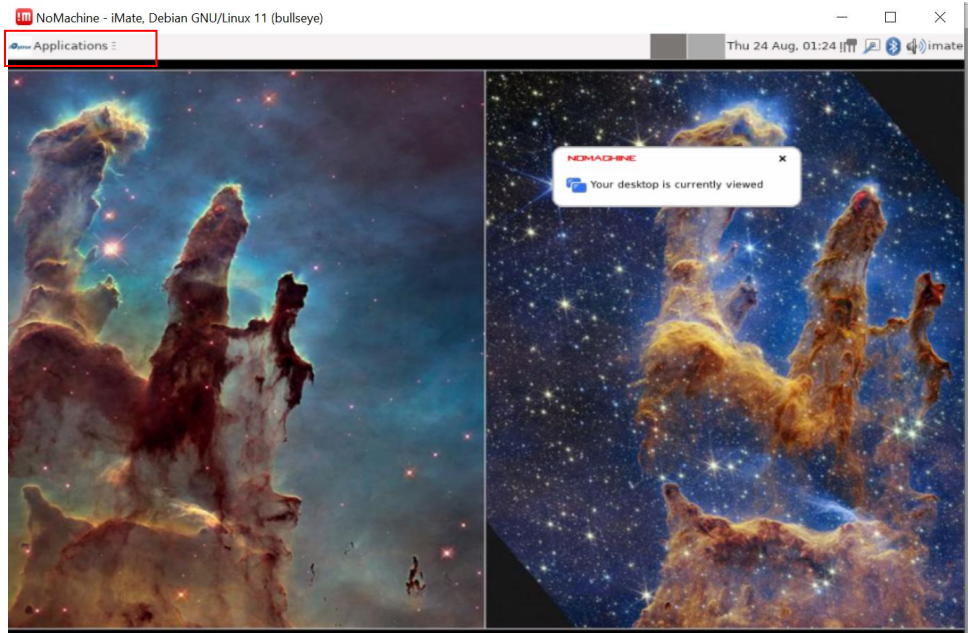 !M NoMachine - iMate, Debian GNU/Linux 11 (bullseye)
Applications
Thu 24 Aug, 01:24 !m imate
NOMACHINE
Your desktop is currently viewed